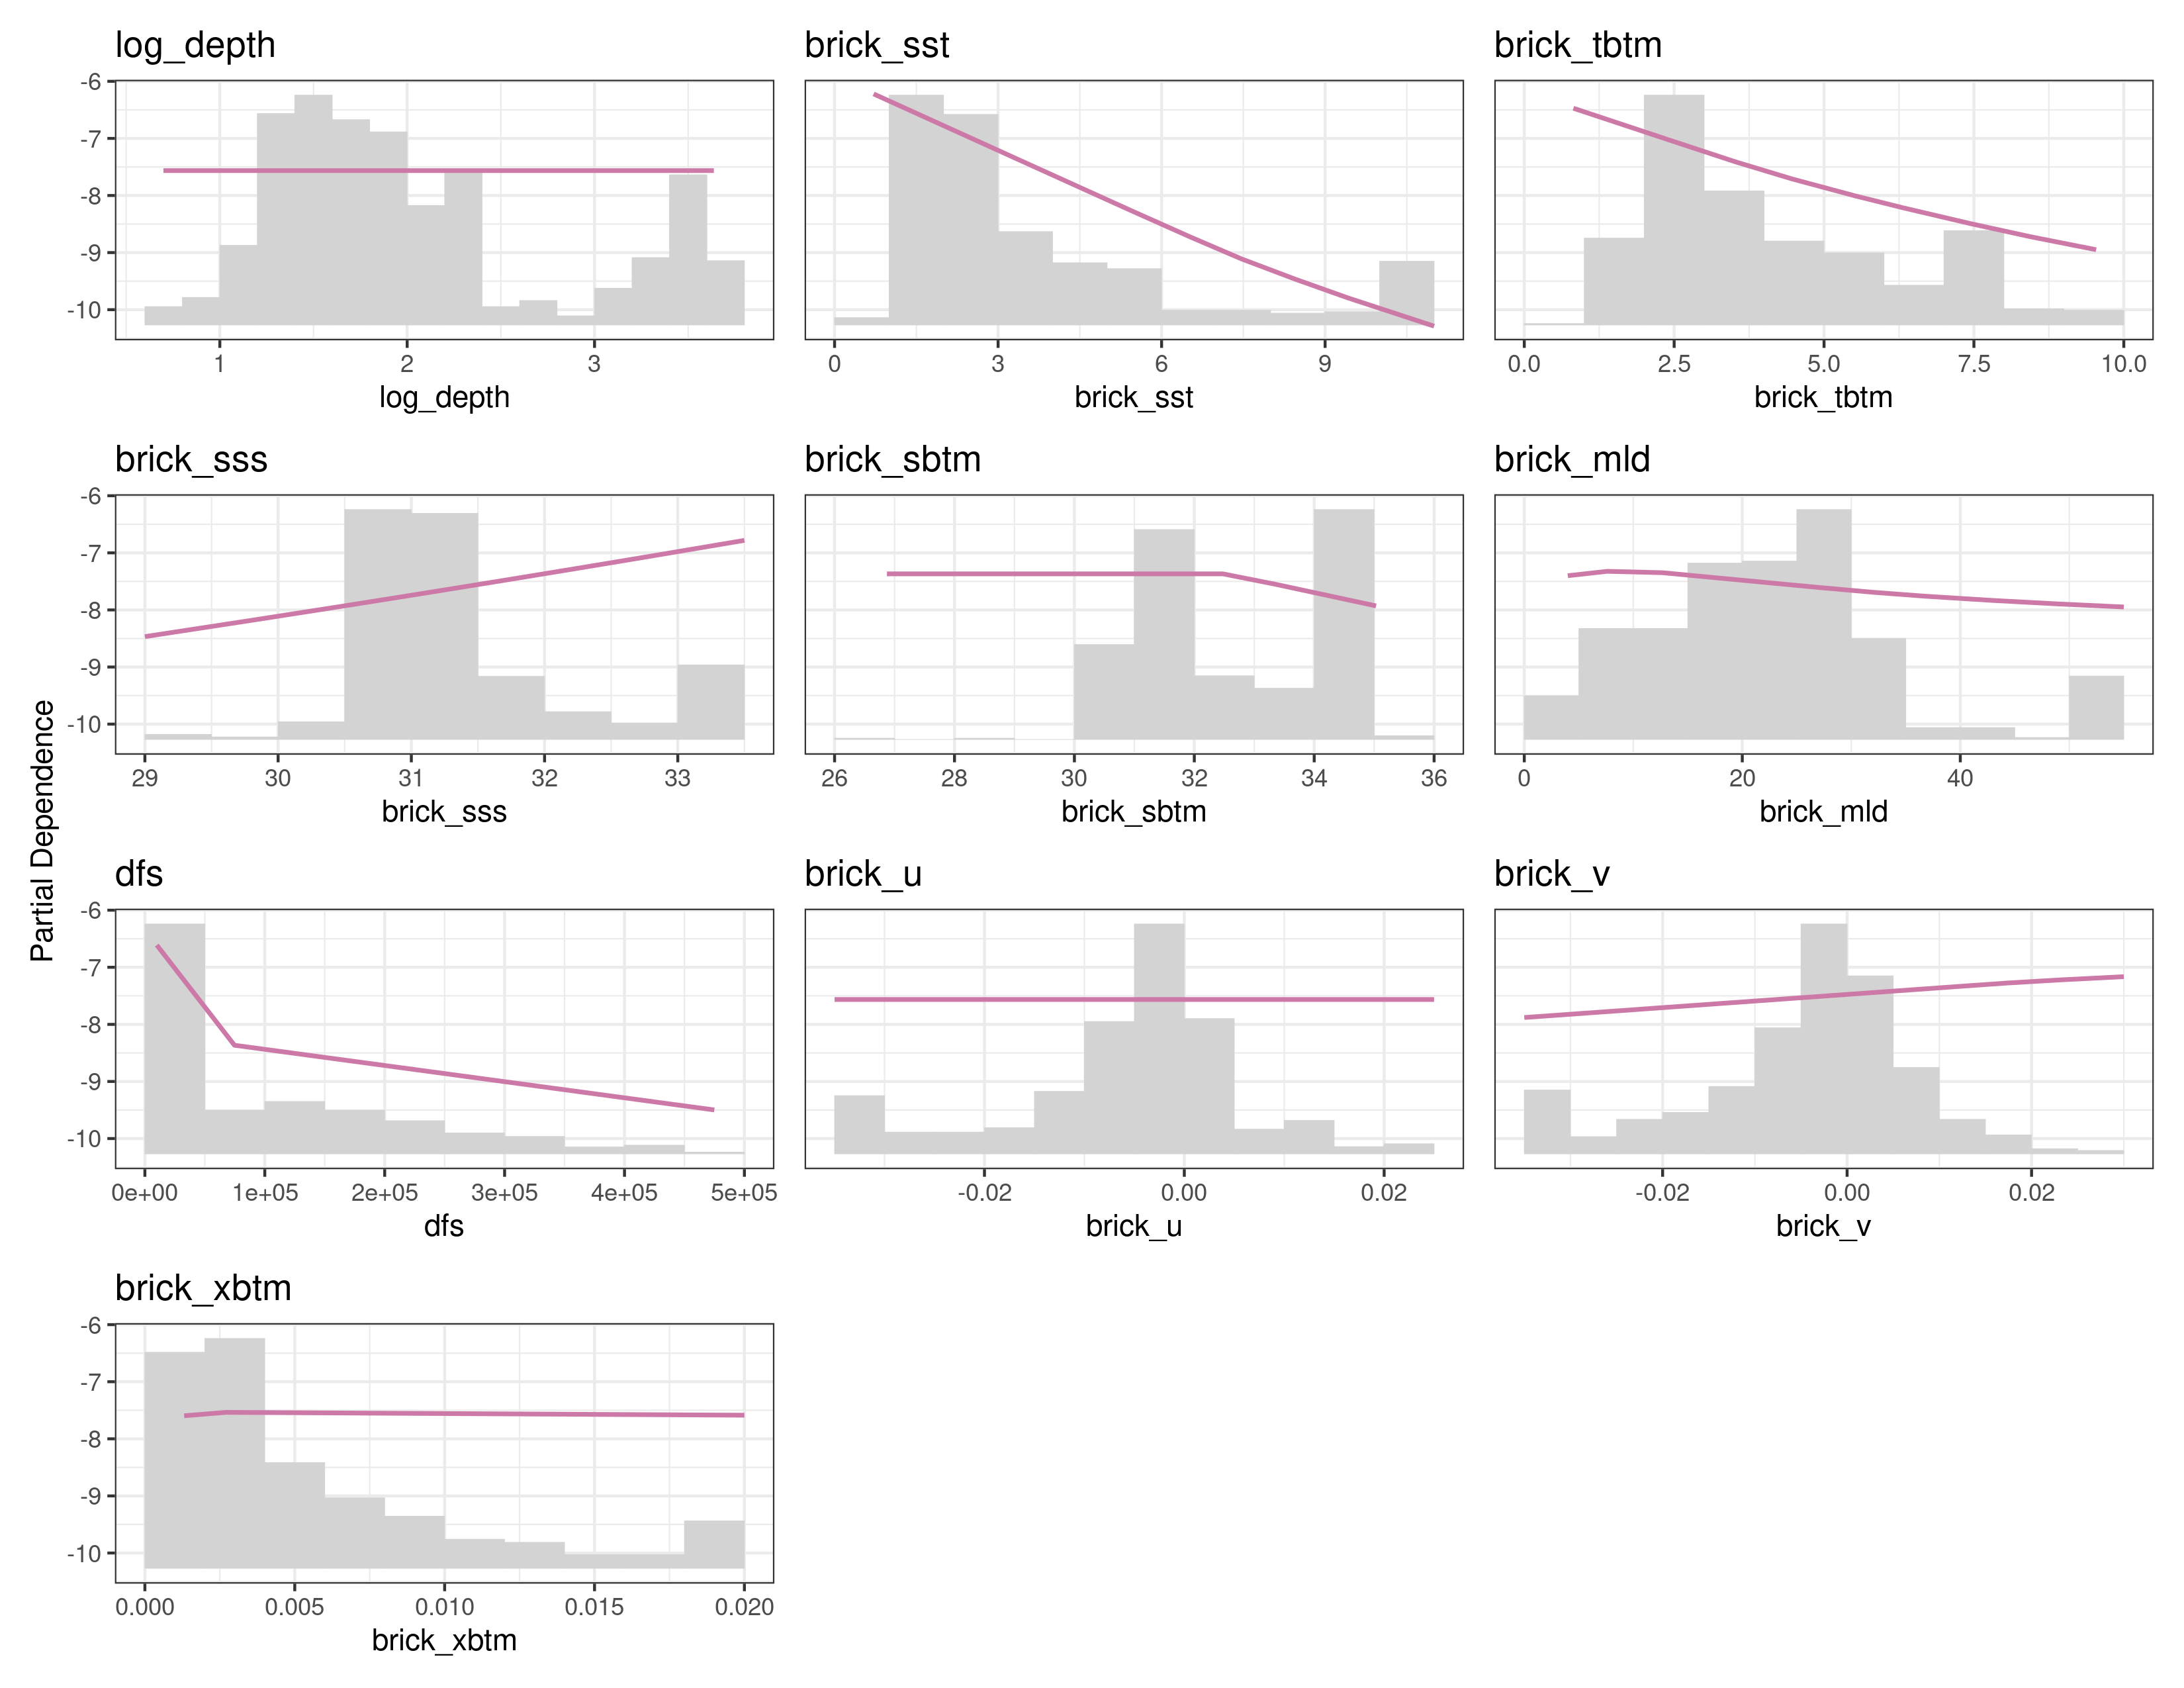 log_depth brick_sst brick_tbtm
-6
-7
-8
-9
-10
1 2 3 0 3 6 9 0.0 2.5 5.0 7.5 10.0
log_depth brick_sst brick_tbtm
brick_sss brick_sbtm brick_mld
-6
-7
-8
-9
-10
29 30 31 32 33 26 28 30 32 34 36 0 20 40
brick_sss brick_sbtm brick_mld
Partial Dependence
dfs brick_u brick_v
-6
-7
-8
-9
-10
0e+00 1e+05 2e+05 3e+05 4e+05 5e+05 -0.02 0.00 0.02 -0.02 0.00 0.02
dfs brick_u brick_v
brick_xbtm
-6
-7
-8
-9
-10
0.000 0.005 0.010 0.015 0.020
brick_xbtm